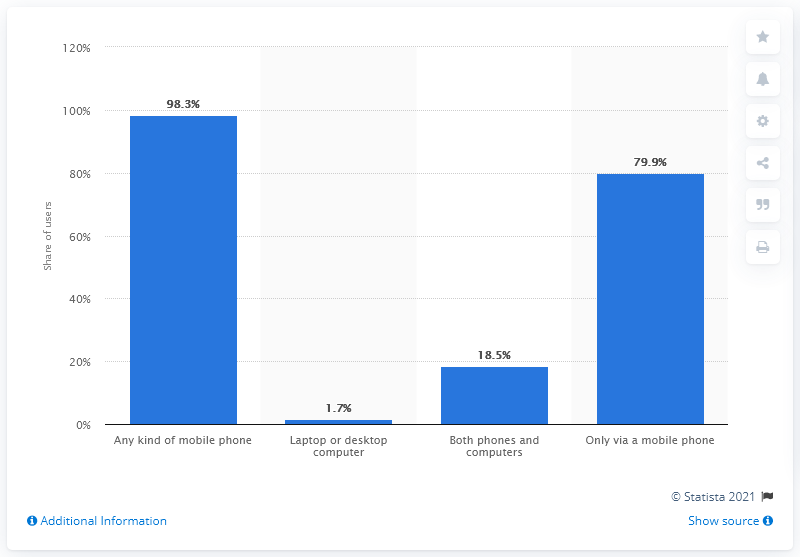 120%
100%
80%
60%
40%
20%
0%
Share of users
98.3%
1.7%
18.5%
79.9%
Any kind of mobile phone
Laptop or desktop
computer
Both phones and
computers
Only via a mobile phone
© Statista 2021
Additional Information
Show source